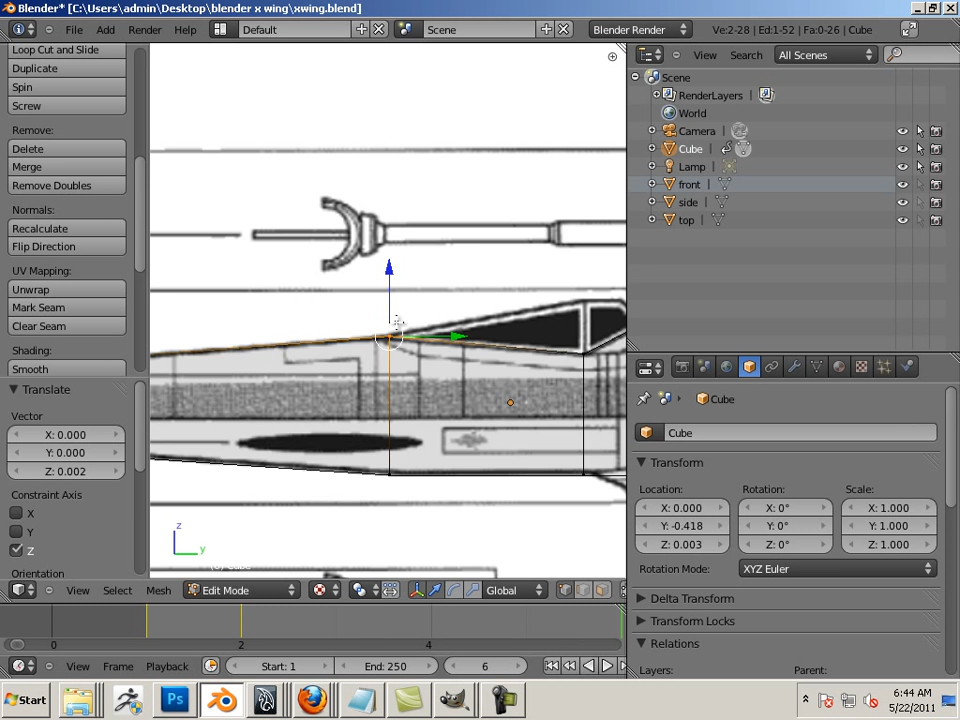 Blender* [C:\Users\admin\Desktop\blender x wing\xwing.blend]
File Add Render Help Default Scene Blender Render Ve:2-28 | Ed:1-52 | Fa:0-26 | Cube
Loop Cut and Slide
Duplicate
Spin
Screw
Remove:
Delete
Merge
Remove Doubles
Normals:
Recalculate
Flip Direction
UV Mapping:
Unwrap
Mark Seam
Clear Seam
Shading:
Smooth
Translate
Vector
X: 0.000
Y: 0.000
Z: 0.002
Constraint Axis
X
Y
Z
Orientation
z
y
View Select Mesh Edit Mode Global
0 2 4
View Frame Playback Start: 1 End: 250 6
View Search All Scenes
Scene
RenderLayers |
World
Camera |
Cube |
Lamp |
front |
side |
top |
Cube
Cube
Transform
Location: Rotation: Scale:
X: 0.000 X: 0° X: 1.000
Y: -0.418 Y: 0° Y: 1.000
Z: 0.003 Z: 0° Z: 1.000
Rotation Mode: XYZ Euler
Delta Transform
Transform Locks
Relations
Layers: Parent:
Start Ps 6:44 AM
5/22/2011